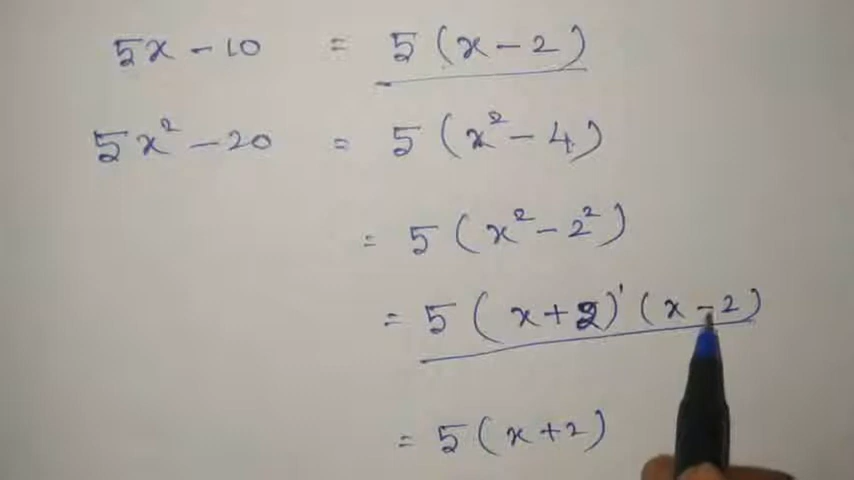 5x - 10 = 5(x - 2)
5x² - 20 = 5(x² - 4)
= 5(x² - 2²)
= 5(x + 2)'(x - 2)
= 5(x + 2)